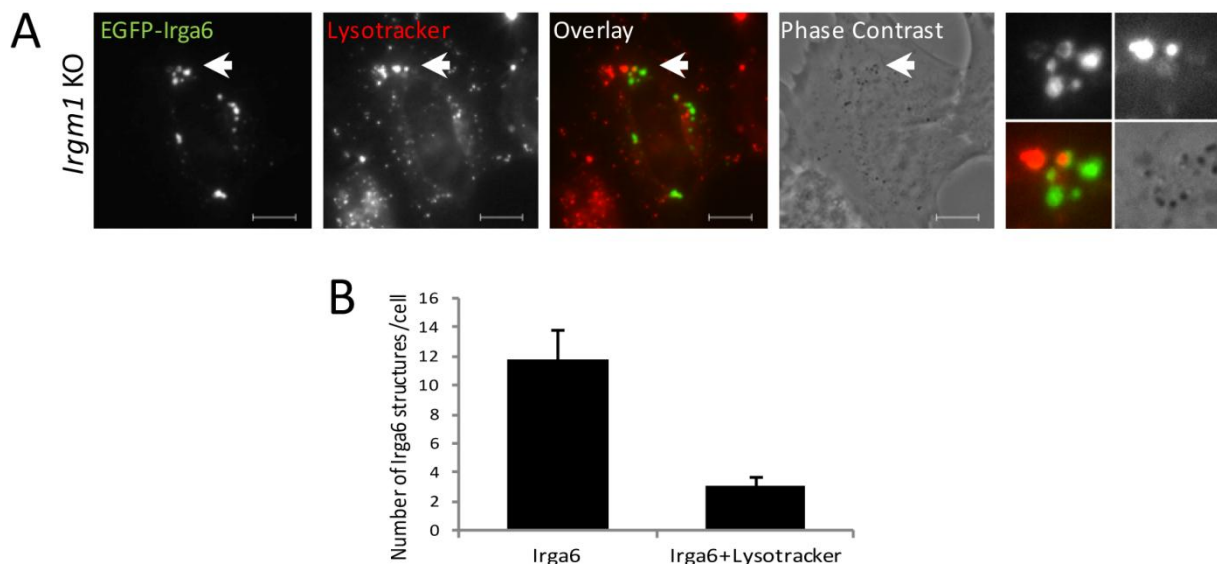 A
Irgm1 KO
EGFP-Irga6
Lysotracker
Overlay
Phase Contrast
B
Number of Irga6 structures/cell
16
14
12
10
8
6
4
2
0
Irga6
Irga6+Lysotracker